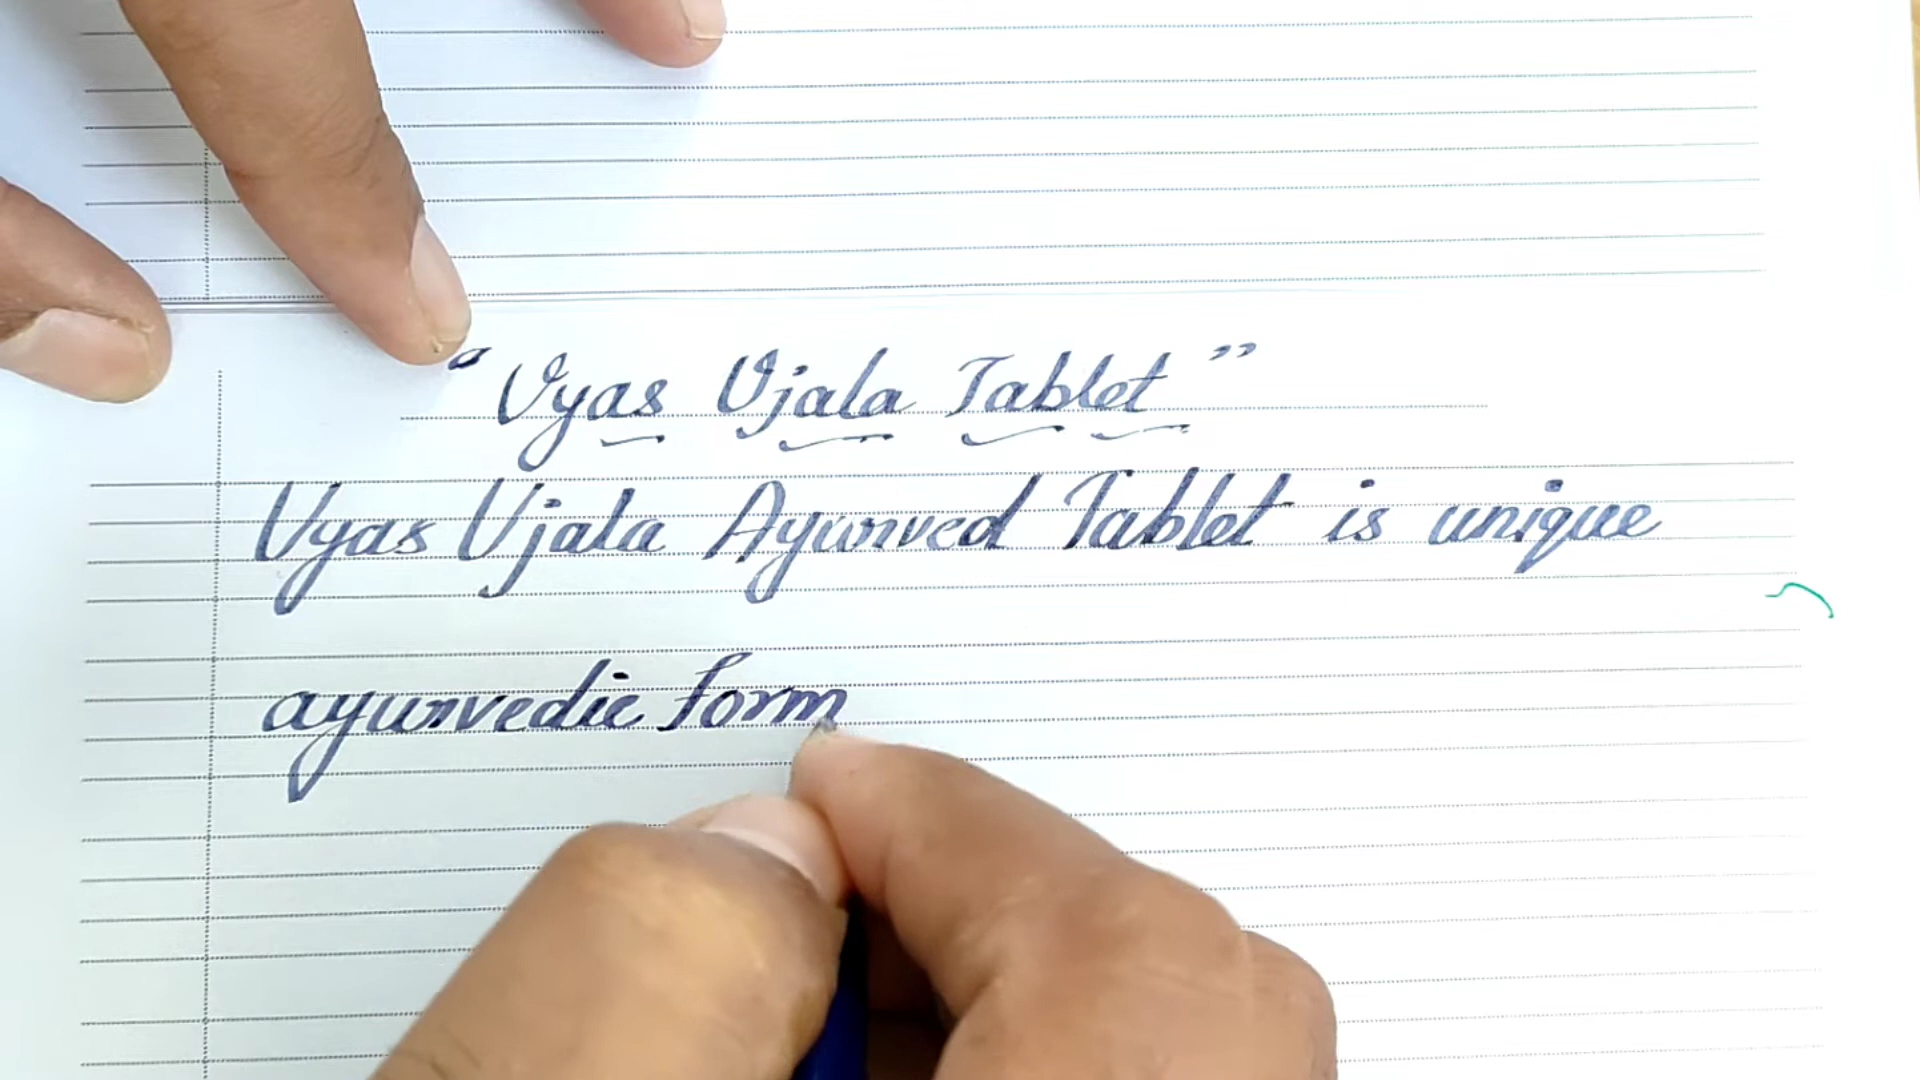 "Vyas Ujala Tablet"
Vyas Ujala Ayurved Tablet is unique
ayurvedic form